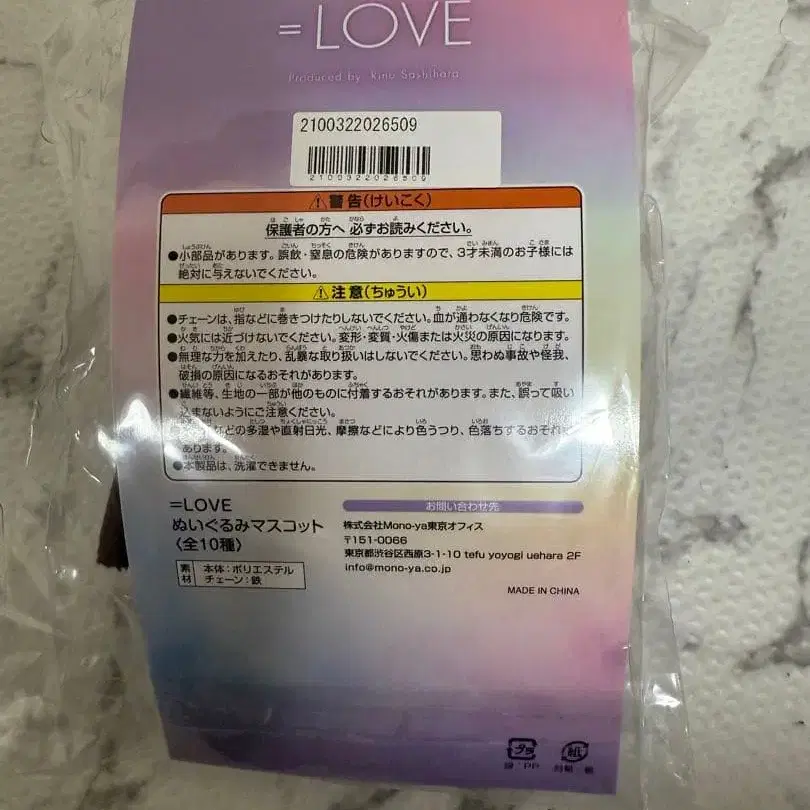 =LOVE
Produced by Rino Sashihara
2100322026509
2100322026509
⚠警告(けいこく)
保護者の方へ 必ずお読みください。
●小部品があります。誤飲・窒息の危険がありますので、3才未満のお子様には
絶対に与えないでください。
⚠注意(ちゅうい)
●チェーンは、指などに巻きつけたりしないでください。血が通わなくなり危険です。
●火気には近づけないでください。変形・変質・火傷または火災の原因になります。
●無理な力を加えたり、乱暴な取り扱いはしないでください。思わぬ事故や怪我、
破損の原因になるおそれがあります。
●繊維等、生地の一部が他のものに付着するおそれがあります。また、誤って吸い
込まないようにご注意ください。
などの多湿や直射日光、摩擦などにより色うつり、色落ちするおそれ
あります。
●本製品は、洗濯できません。
=LOVE
ぬいぐるみマスコット
〈全10種〉
素材
本体:ポリエステル
チェーン:鉄
お問い合わせ先
株式会社Mono-ya東京オフィス
〒151-0066
東京都渋谷区西原3-1-10 tefu yoyogi uehara 2F
info@mono-ya.co.jp
MADE IN CHINA
プラ
袋:PP
紙
台紙:紙